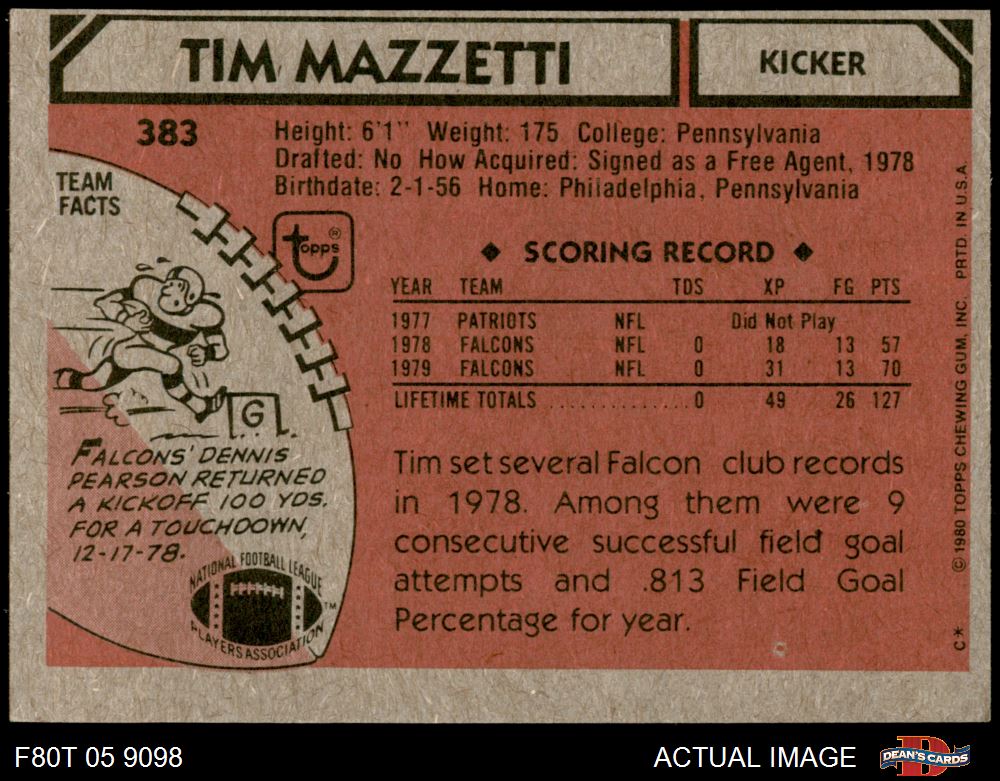 TIM MAZZETTI
KICKER
383
Height: 6'1" Weight: 175 College: Pennsylvania
Drafted: No How Acquired: Signed as a Free Agent, 1978
Birthdate: 2-1-56 Home: Philadelphia, Pennsylvania
TEAM
FACTS
topps ®
◆ SCORING RECORD ◆
YEAR TEAM TDS XP FG PTS
1977 PATRIOTS NFL Did Not Play
1978 FALCONS NFL 0 18 13 57
1979 FALCONS NFL 0 31 13 70
LIFETIME TOTALS .............. 0 49 26 127
G
FALCONS' DENNIS
PEARSON RETURNED
A KICKOFF 100 YDS.
FOR A TOUCHDOWN,
12-17-78.
NATIONAL FOOTBALL LEAGUE
PLAYERS ASSOCIATION ™
Tim set several Falcon club records
in 1978. Among them were 9
consecutive successful field goal
attempts and .813 Field Goal
Percentage for year.
C* © 1980 TOPPS CHEWING GUM, INC. PRTD. IN U.S.A.
F80T 05 9098
ACTUAL IMAGE
DEAN'S CARDS